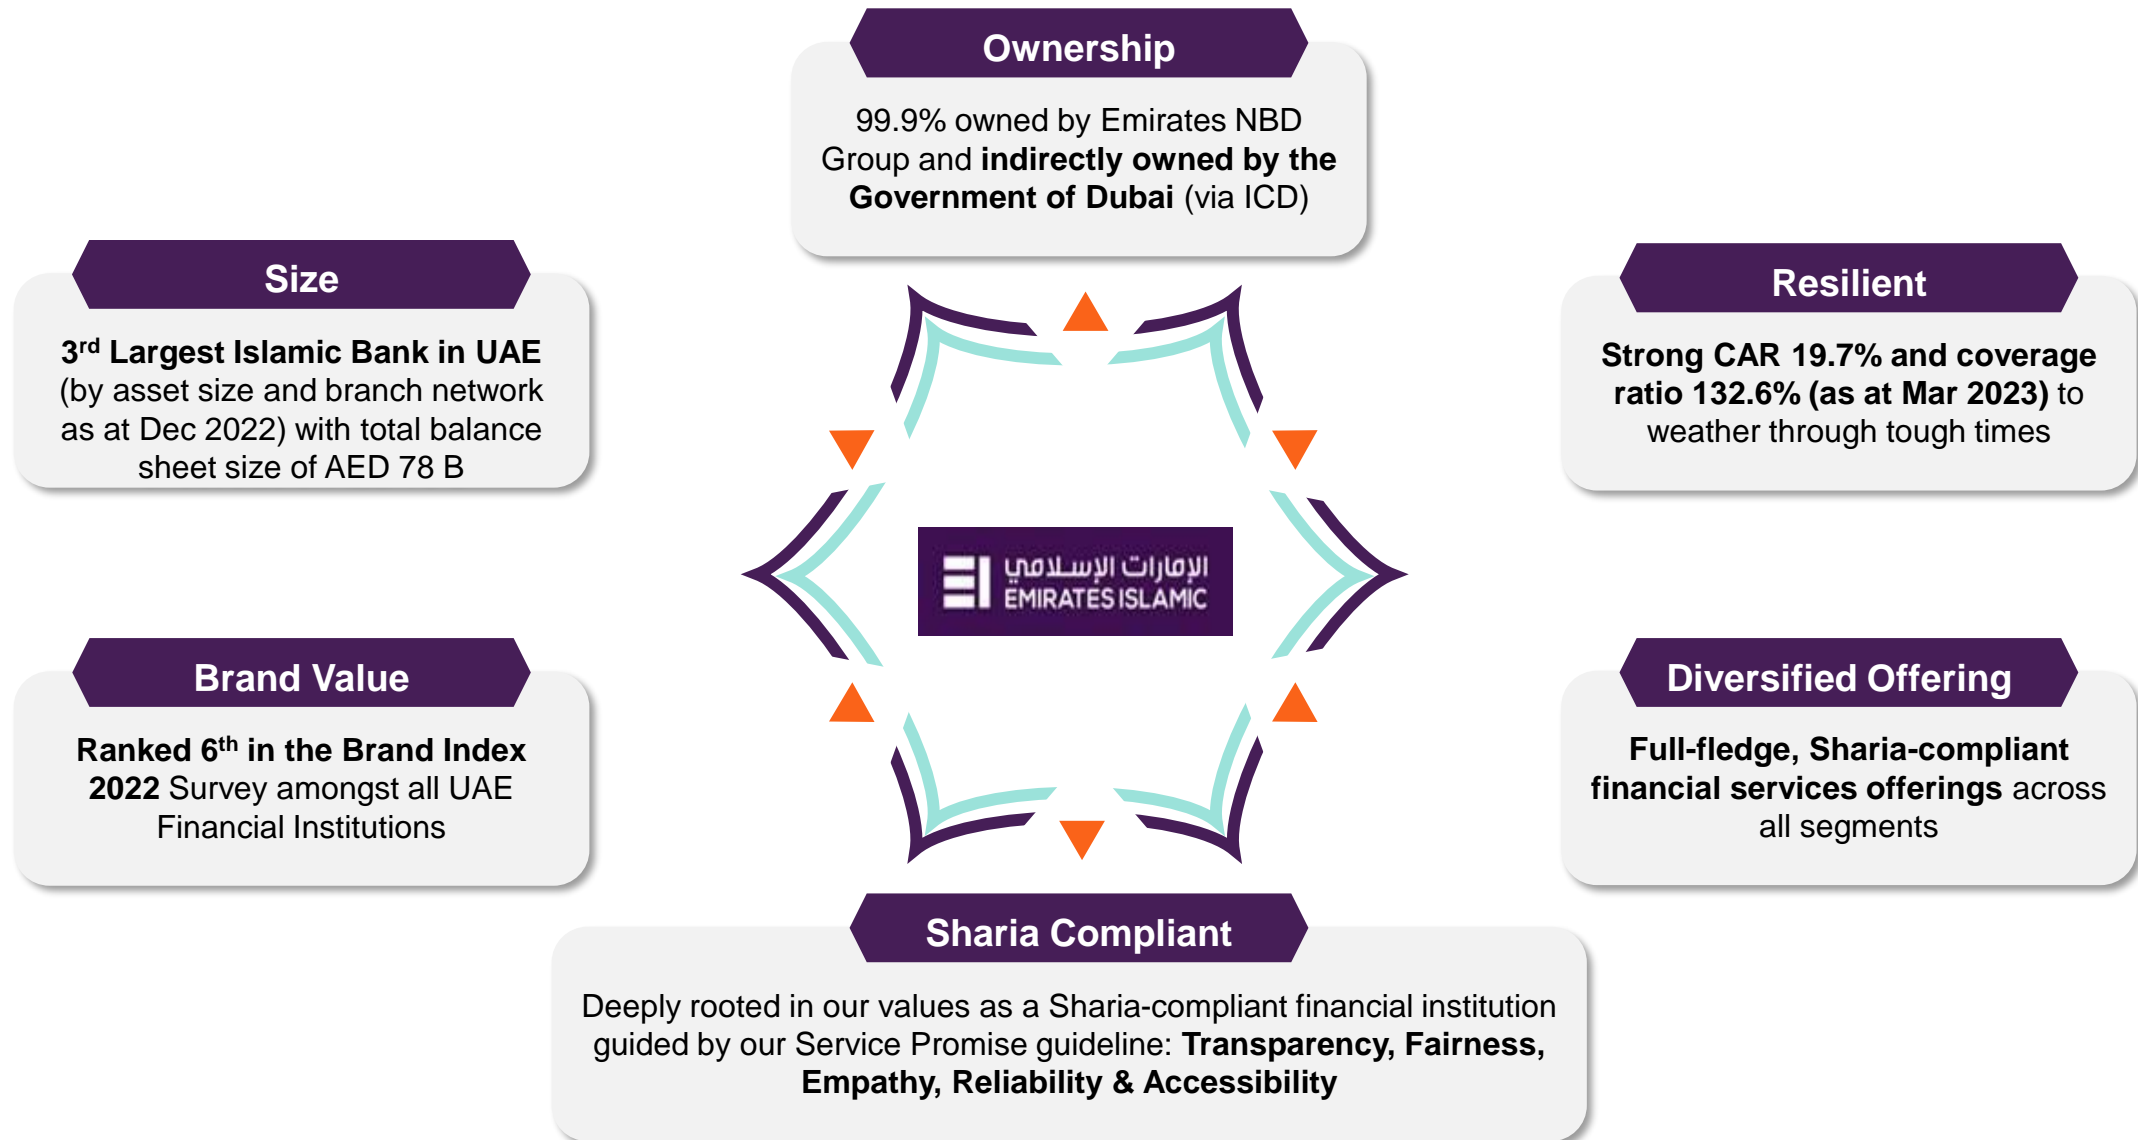 Ownership
99.9% owned by Emirates NBD
Group and indirectly owned by the
Government of Dubai (via ICD)
Size
3rd Largest Islamic Bank in UAE
(by asset size and branch network
as at Dec 2022) with total balance
sheet size of AED 78 B
Resilient
Strong CAR 19.7% and coverage
ratio 132.6% (as at Mar 2023) to
weather through tough times
الإمارات الإسلامي
EMIRATES ISLAMIC
Brand Value
Ranked 6th in the Brand Index
2022 Survey amongst all UAE
Financial Institutions
Diversified Offering
Full-fledge, Sharia-compliant
financial services offerings across
all segments
Sharia Compliant
Deeply rooted in our values as a Sharia-compliant financial institution
guided by our Service Promise guideline: Transparency, Fairness,
Empathy, Reliability & Accessibility